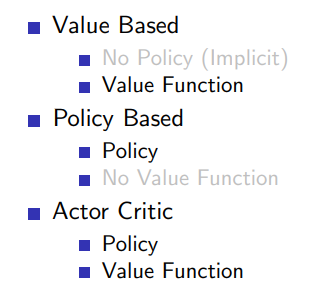 Value Based
No Policy (Implicit)
Value Function
Policy Based
Policy
No Value Function
Actor Critic
Policy
Value Function